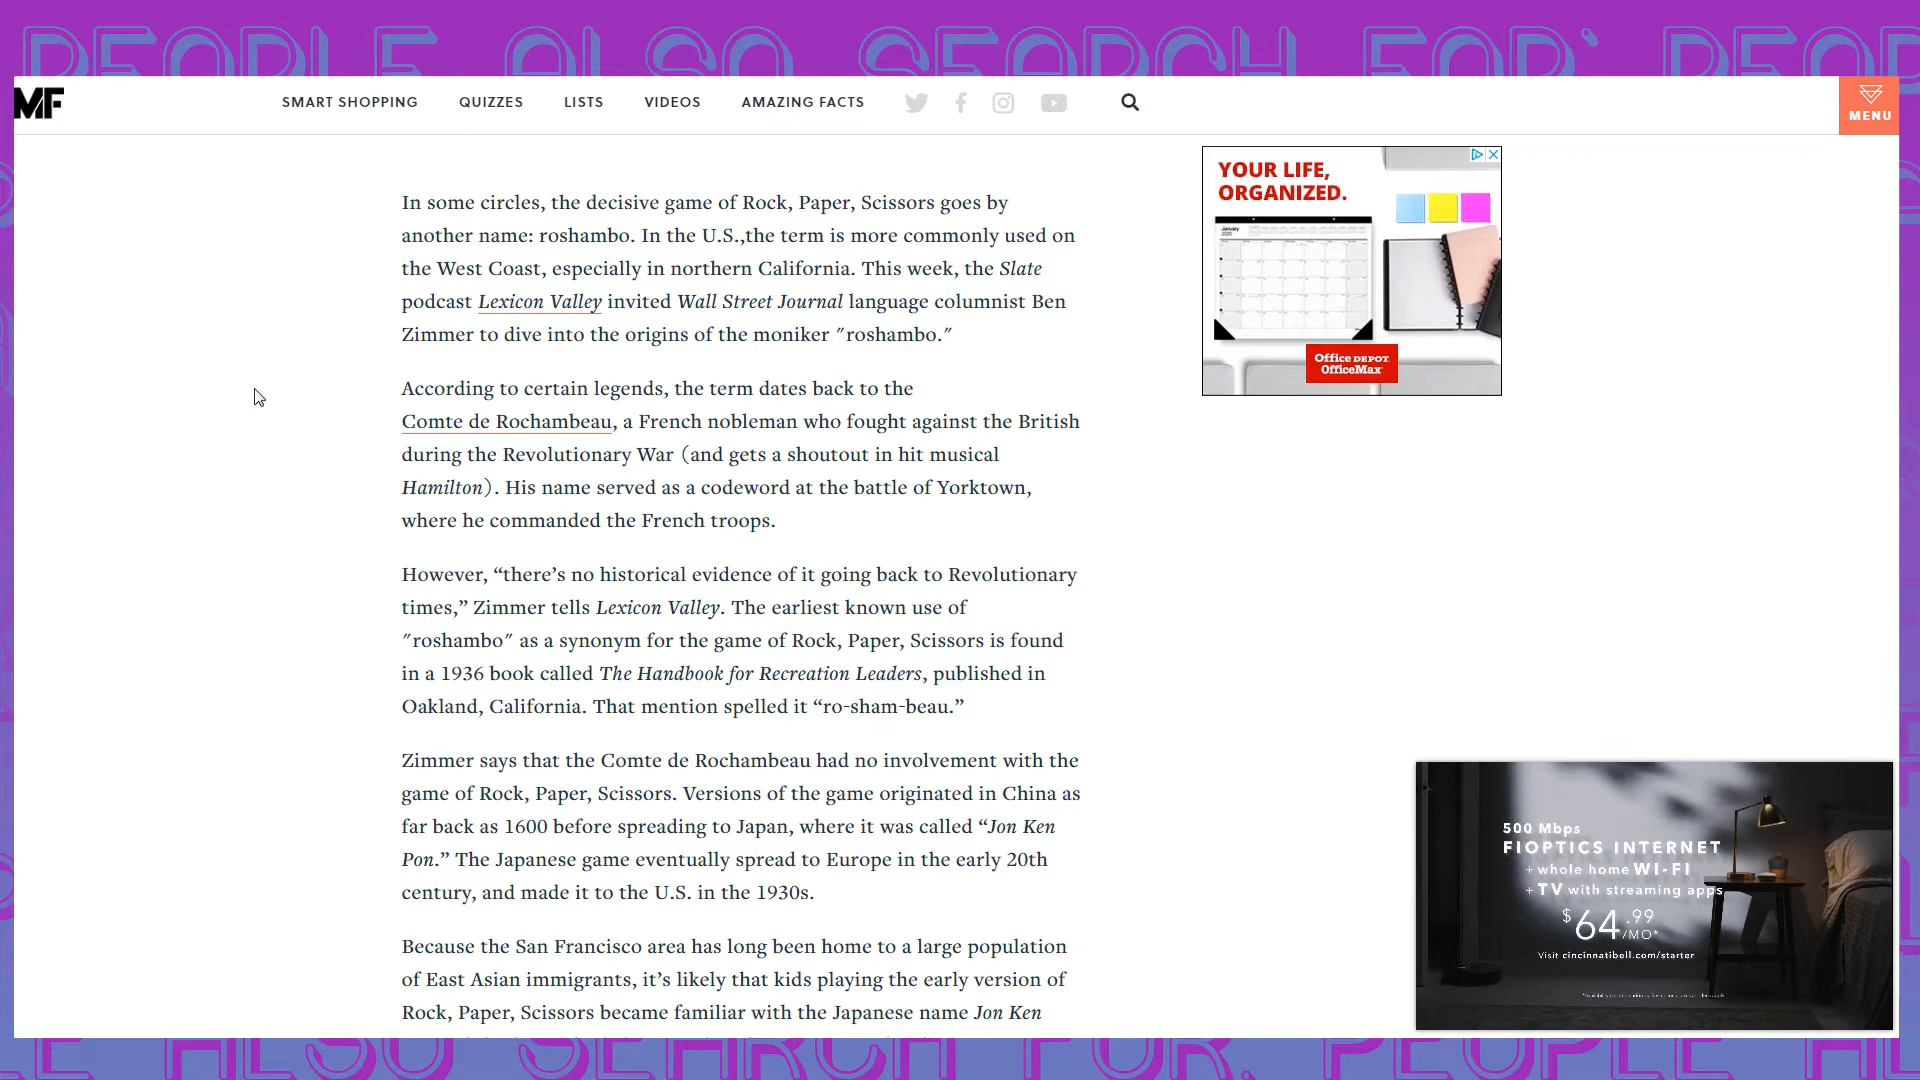 PEOPLE ALSO SEARCH FOR: PEOP
MF
SMART SHOPPING
QUIZZES
LISTS
VIDEOS
AMAZING FACTS
MENU
In some circles, the decisive game of Rock, Paper, Scissors goes by
another name: roshambo. In the U.S.,the term is more commonly used on
the West Coast, especially in northern California. This week, the Slate
podcast Lexicon Valley invited Wall Street Journal language columnist Ben
Zimmer to dive into the origins of the moniker "roshambo."
According to certain legends, the term dates back to the
Comte de Rochambeau, a French nobleman who fought against the British
during the Revolutionary War (and gets a shoutout in hit musical
Hamilton). His name served as a codeword at the battle of Yorktown,
where he commanded the French troops.
However, “there’s no historical evidence of it going back to Revolutionary
times,” Zimmer tells Lexicon Valley. The earliest known use of
"roshambo" as a synonym for the game of Rock, Paper, Scissors is found
in a 1936 book called The Handbook for Recreation Leaders, published in
Oakland, California. That mention spelled it “ro-sham-beau.”
Zimmer says that the Comte de Rochambeau had no involvement with the
game of Rock, Paper, Scissors. Versions of the game originated in China as
far back as 1600 before spreading to Japan, where it was called “Jon Ken
Pon.” The Japanese game eventually spread to Europe in the early 20th
century, and made it to the U.S. in the 1930s.
Because the San Francisco area has long been home to a large population
of East Asian immigrants, it’s likely that kids playing the early version of
Rock, Paper, Scissors became familiar with the Japanese name Jon Ken
YOUR LIFE,
ORGANIZED.
January
2020
Office DEPOT
OfficeMax
500 Mbps
FIOPTICS INTERNET
+ whole home WI-FI
+ TV with streaming apps
$64.99
/MO*
Visit cincinnatibell.com/starter
LE ALSO SEARCH FOR: PEOPLE AL